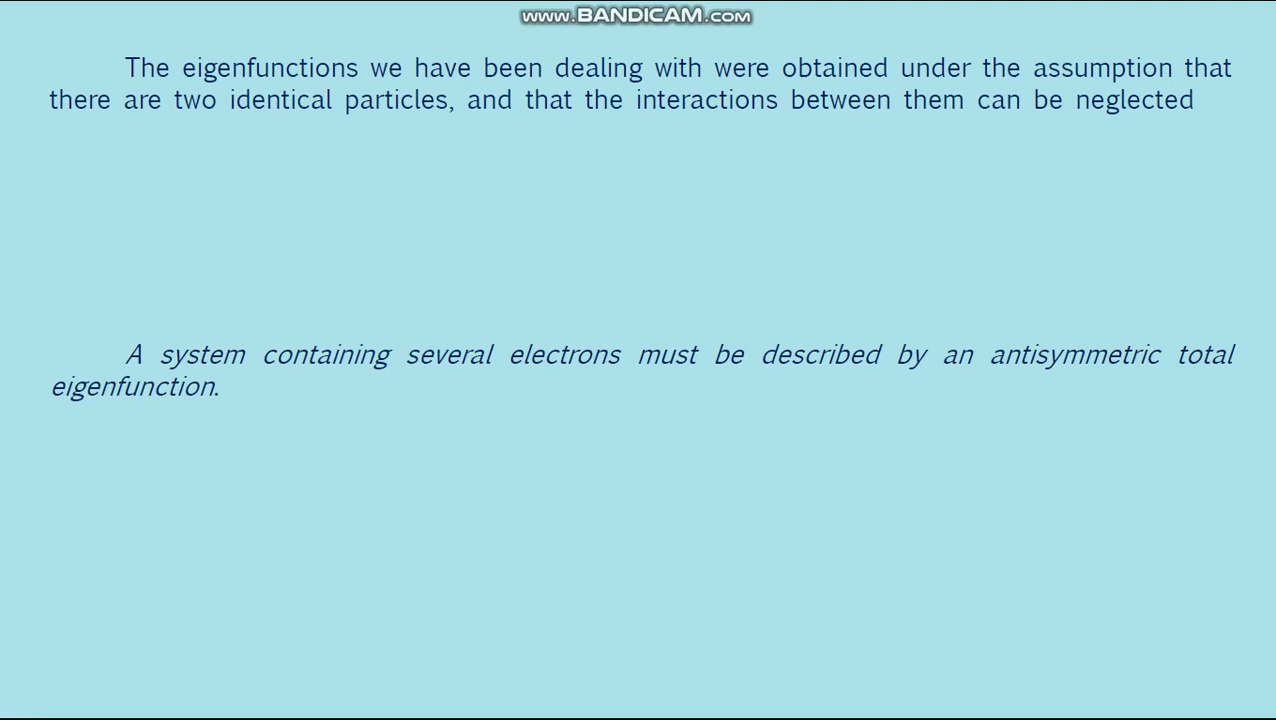 www.BANDICAM.com
The eigenfunctions we have been dealing with were obtained under the assumption that
there are two identical particles, and that the interactions between them can be neglected
A system containing several electrons must be described by an antisymmetric total
eigenfunction.